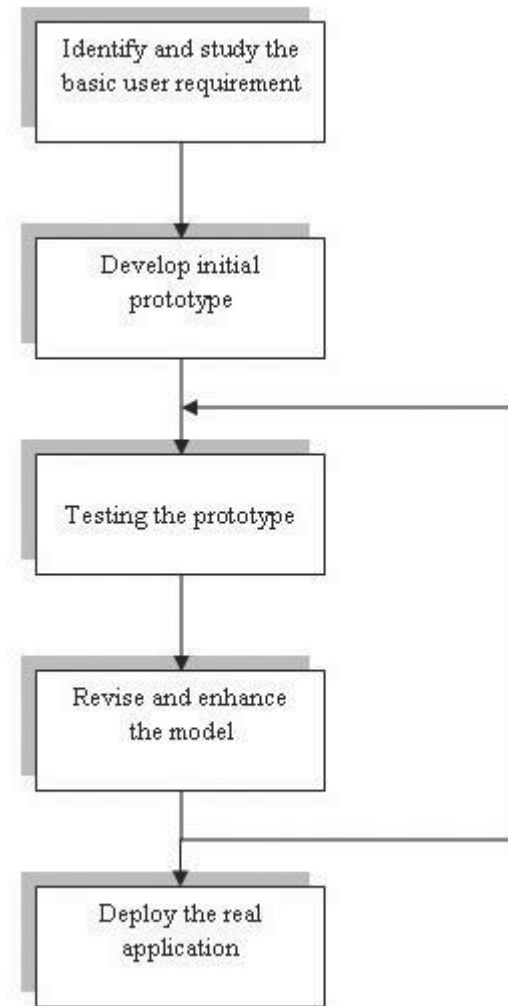 Identify and study the
basic user requirement
Develop initial
prototype
Testing the prototype
Revise and enhance
the model
Deploy the real
application